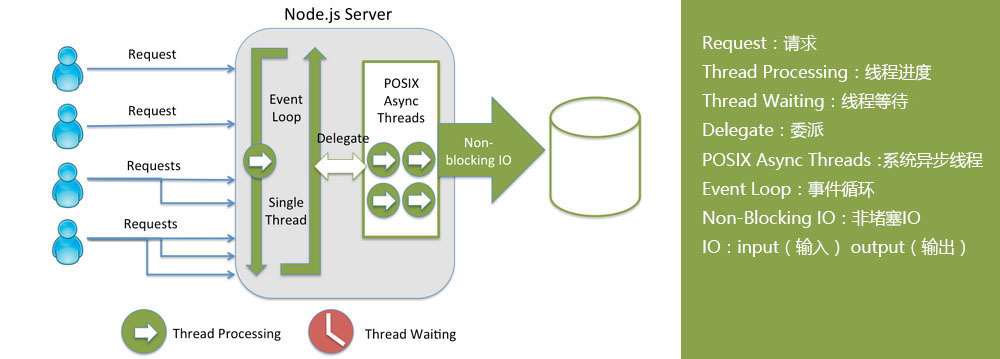 Node.js Server
Request
Request
Requests
Requests
Event
Loop
Single
Thread
Delegate
POSIX
Async
Threads
Non-
blocking IO
Thread Processing
Thread Waiting
Request：请求
Thread Processing：线程进度
Thread Waiting：线程等待
Delegate：委派
POSIX Async Threads：系统异步线程
Event Loop：事件循环
Non-Blocking IO：非堵塞IO
IO：input（输入） output（输出）